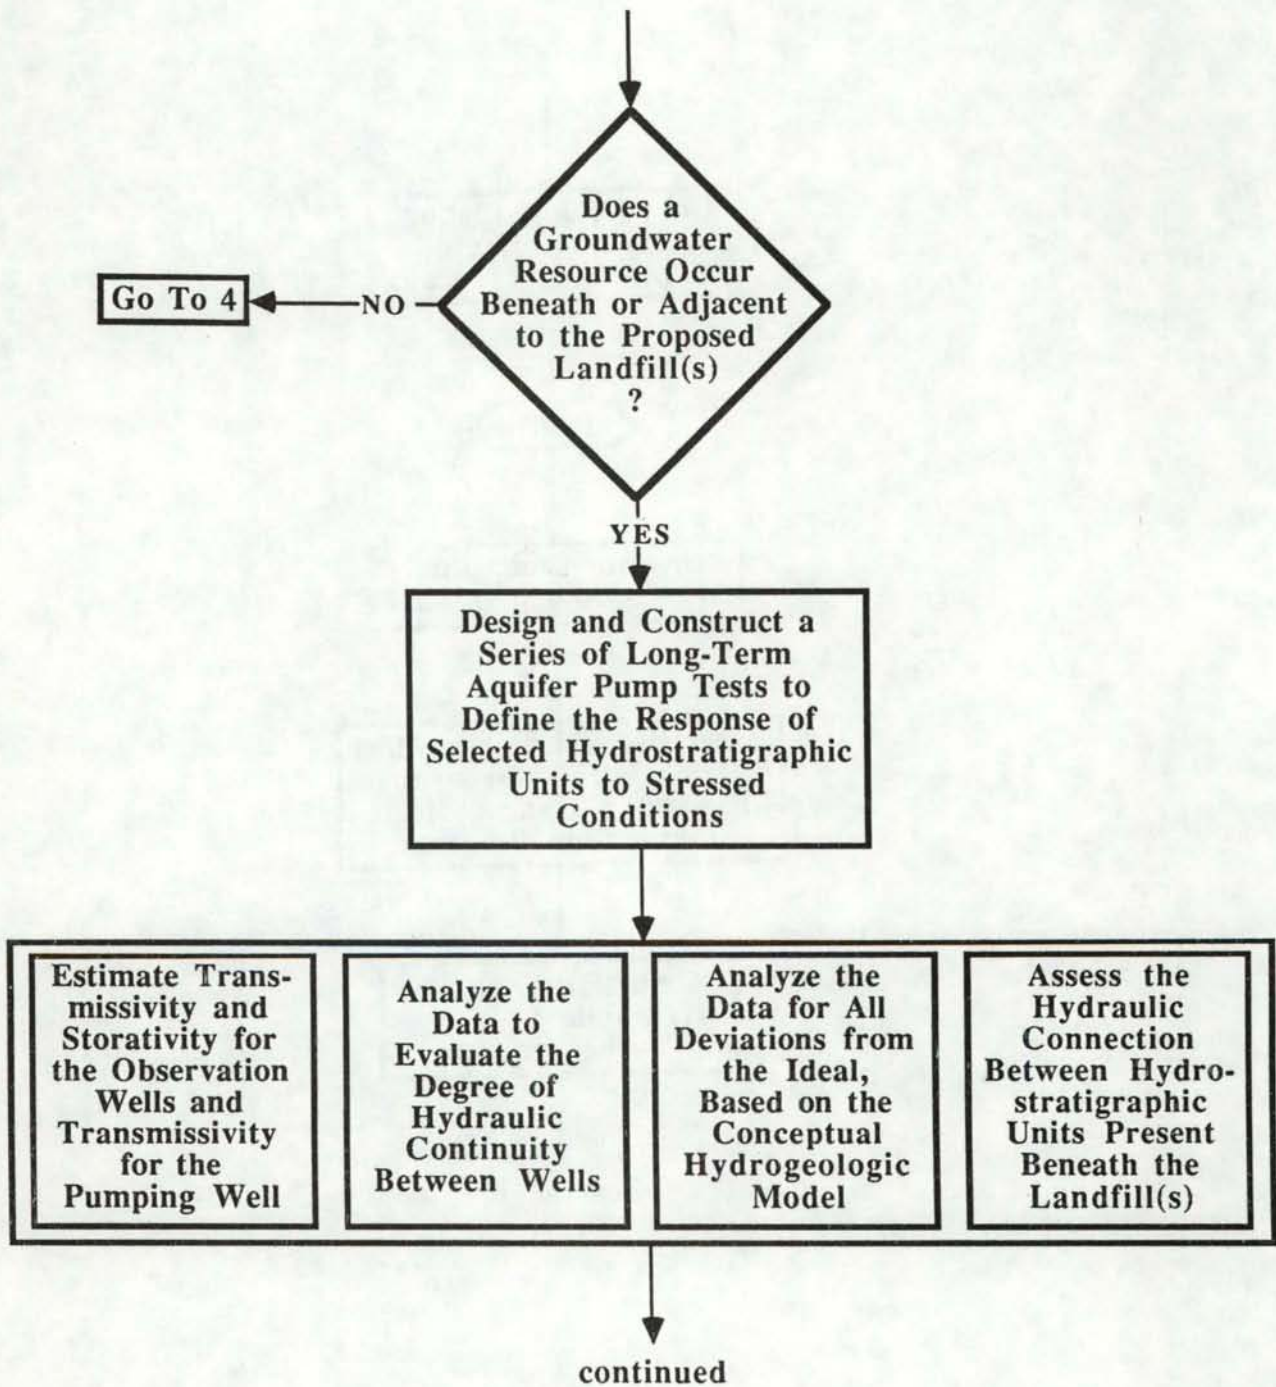 Does a
Groundwater
Resource Occur
Beneath or Adjacent
to the Proposed
Landfill(s)
?
Go To 4
NO
YES
Design and Construct a
Series of Long-Term
Aquifer Pump Tests to
Define the Response of
Selected Hydrostratigraphic
Units to Stressed
Conditions
Estimate Trans-
missivity and
Storativity for
the Observation
Wells and
Transmissivity
for the
Pumping Well
Analyze the
Data to
Evaluate the
Degree of
Hydraulic
Continuity
Between Wells
Analyze the
Data for All
Deviations from
the Ideal,
Based on the
Conceptual
Hydrogeologic
Model
Assess the
Hydraulic
Connection
Between Hydro-
stratigraphic
Units Present
Beneath the
Landfill(s)
continued